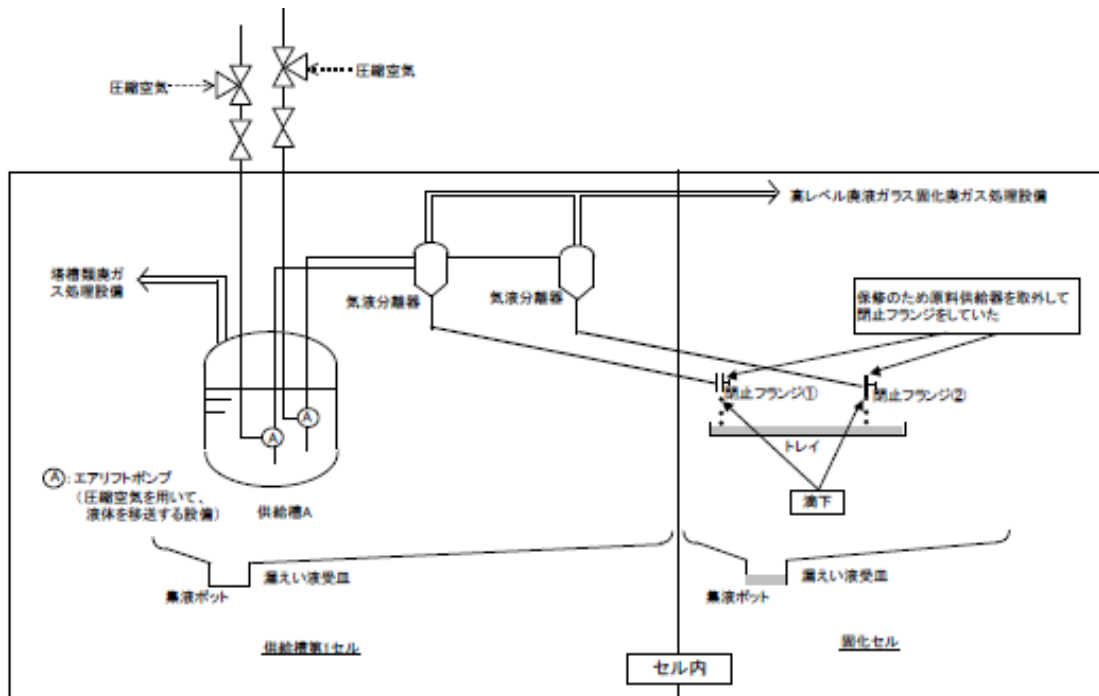 圧縮空気
圧縮空気
高レベル廃液ガラス固化廃ガス処理設備
塔槽類廃ガ
ス処理設備
気液分離器
気液分離器
保修のため原料供給器を取外して
閉止フランジをしていた
閉止フランジ①
閉止フランジ②
トレイ
滴下
A
A
Ⓐ:エアリフトポンプ
(圧縮空気を用いて、
液体を移送する設備)
供給槽A
漏えい液受皿
集液ポット
漏えい液受皿
集液ポット
供給槽第1セル
セル内
固化セル